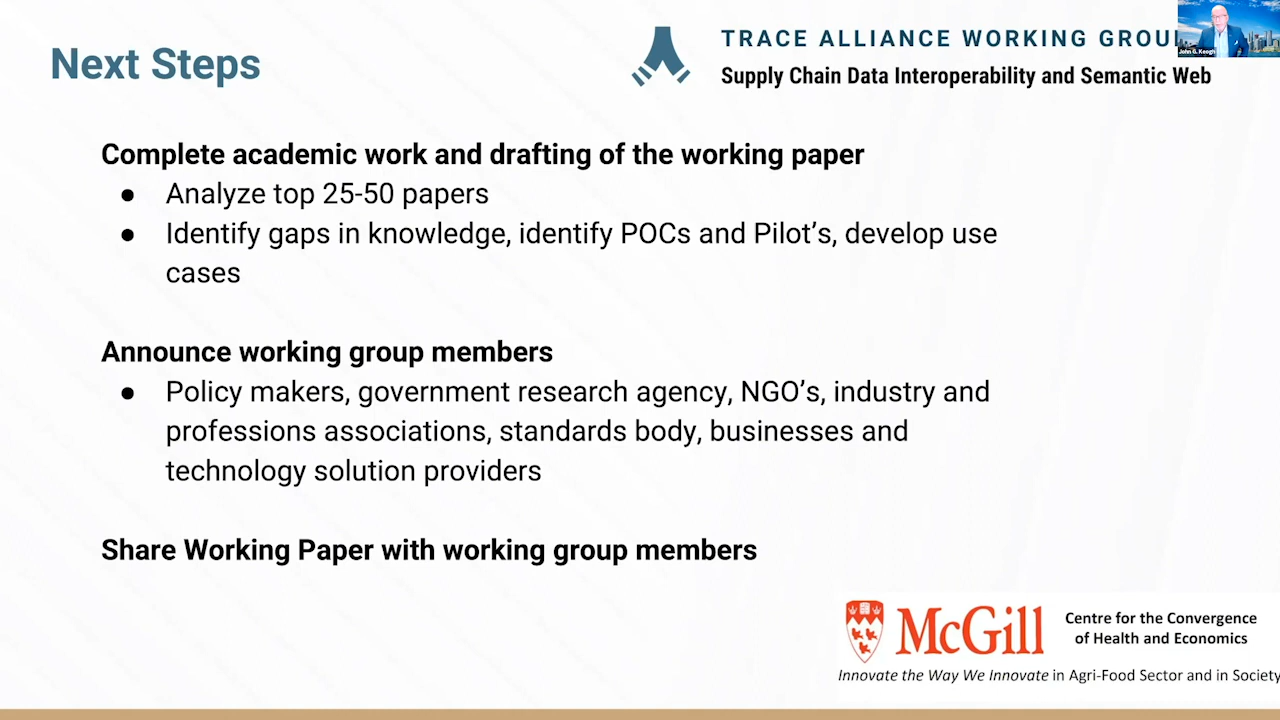 Next Steps
TRACE ALLIANCE WORKING GROU
Supply Chain Data Interoperability and Semantic Web
John G. Keogh
Complete academic work and drafting of the working paper
● Analyze top 25-50 papers
● Identify gaps in knowledge, identify POCs and Pilot’s, develop use
cases
Announce working group members
● Policy makers, government research agency, NGO’s, industry and
professions associations, standards body, businesses and
technology solution providers
Share Working Paper with working group members
McGill
Centre for the Convergence
of Health and Economics
Innovate the Way We Innovate in Agri-Food Sector and in Society